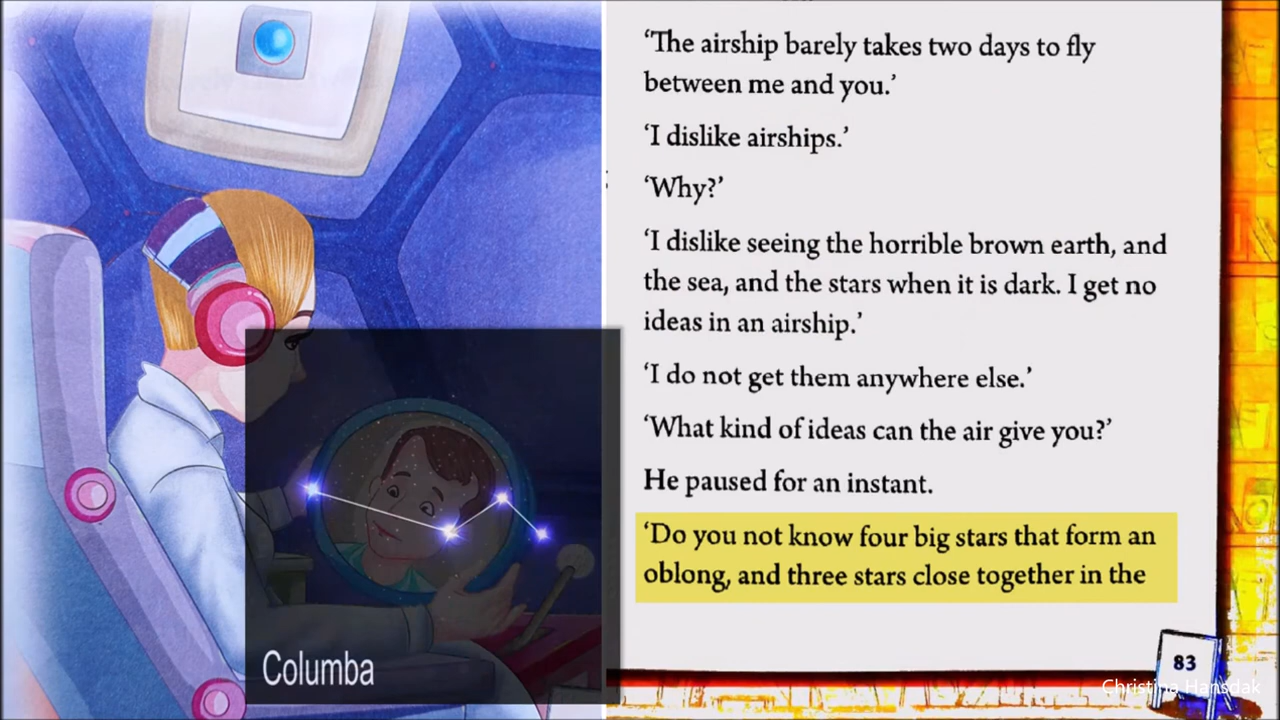 ‘The airship barely takes two days to fly
between me and you.’
‘I dislike airships.’
‘Why?’
‘I dislike seeing the horrible brown earth, and
the sea, and the stars when it is dark. I get no
ideas in an airship.’
‘I do not get them anywhere else.’
‘What kind of ideas can the air give you?’
He paused for an instant.
‘Do you not know four big stars that form an
oblong, and three stars close together in the
83
Christina Hansdak
Columba